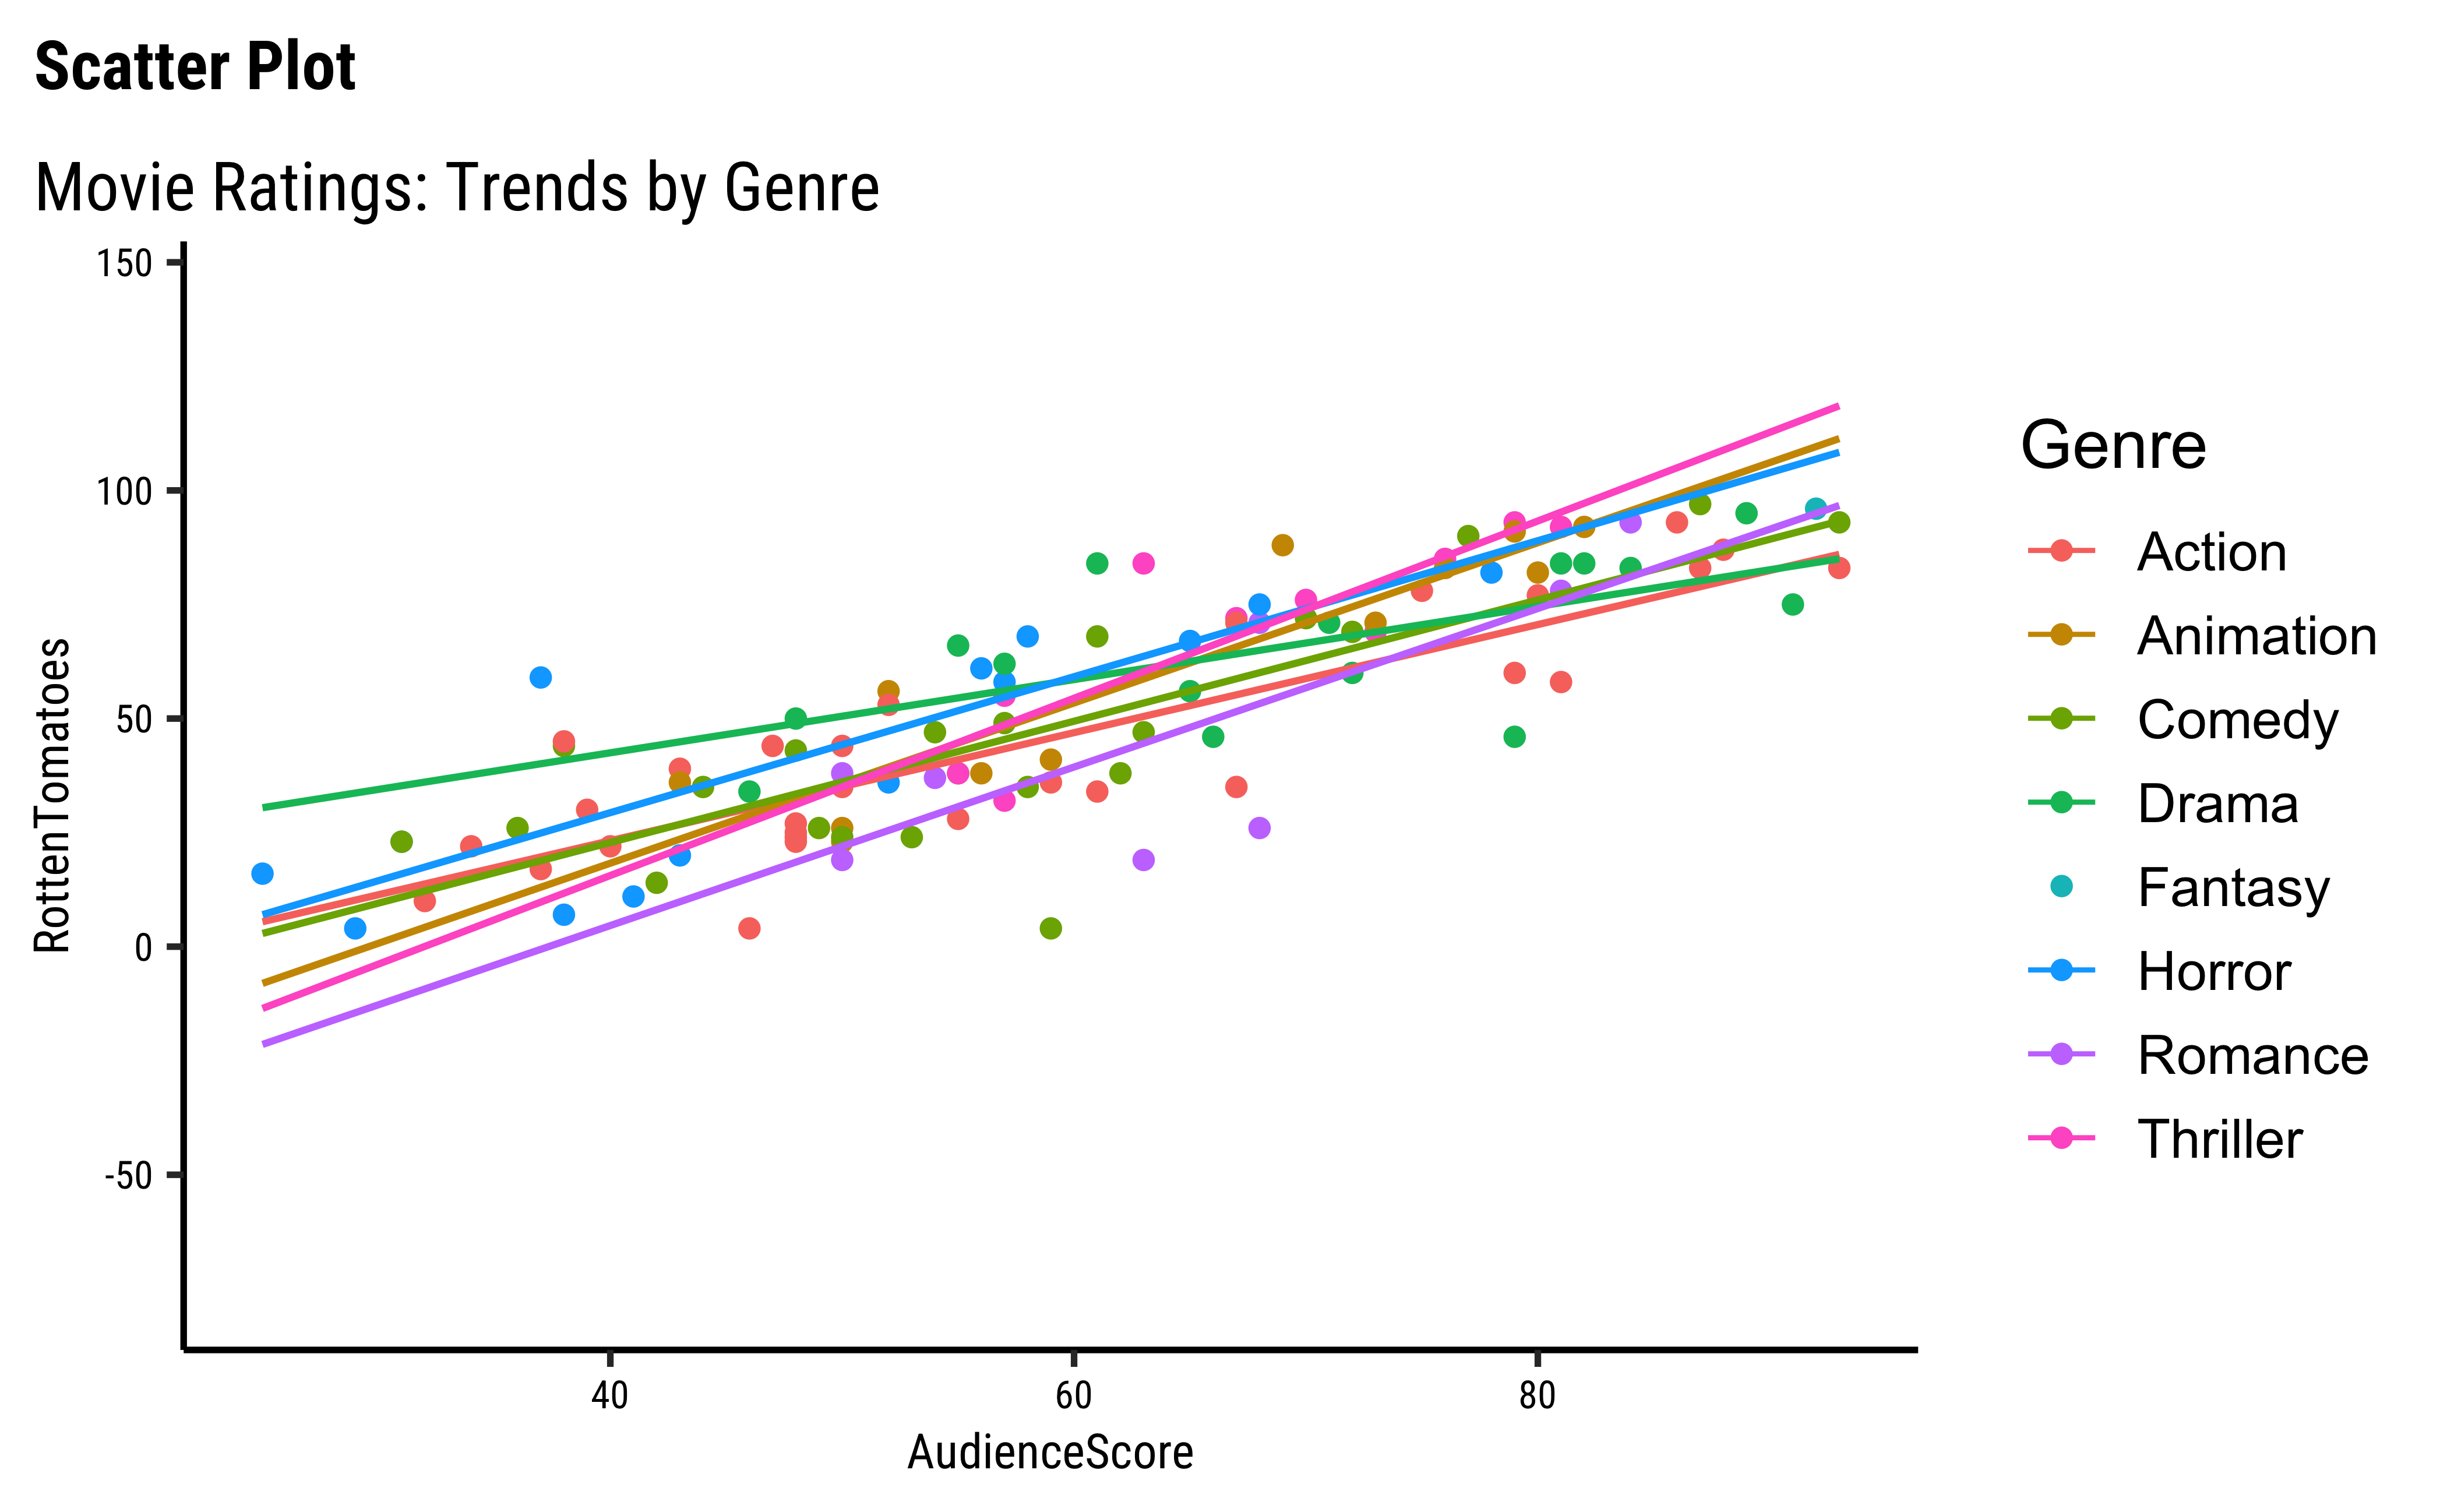 Scatter Plot
Movie Ratings: Trends by Genre
150
100
50
0
-50
RottenTomatoes
40
60
80
AudienceScore
Genre
Action
Animation
Comedy
Drama
Fantasy
Horror
Romance
Thriller